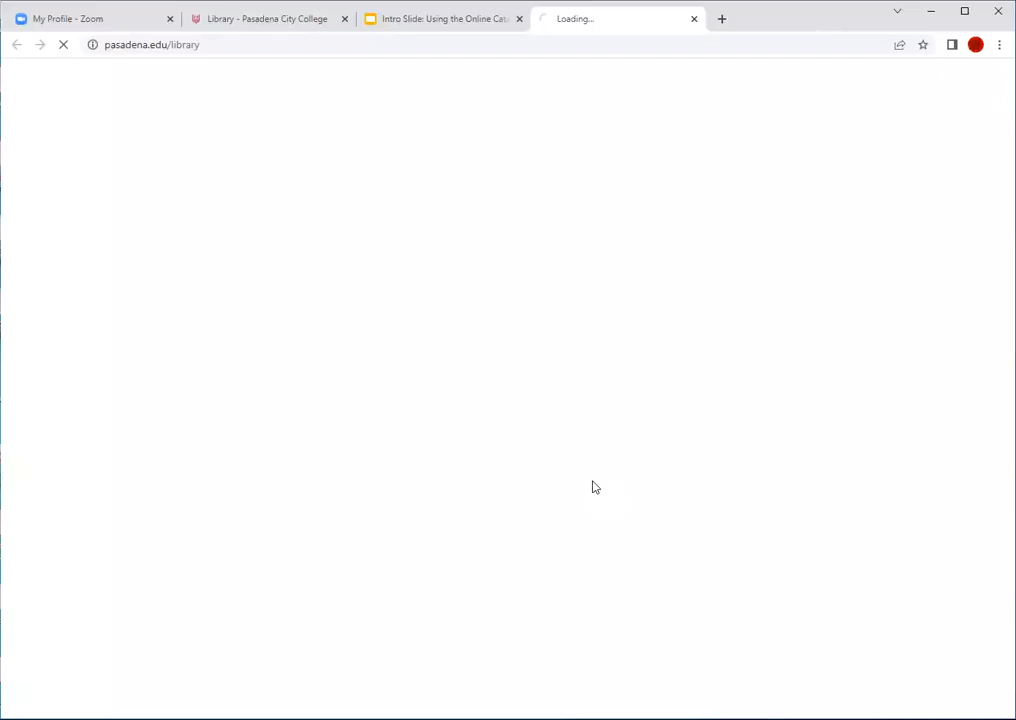 My Profile - Zoom
Library - Pasadena City College
Intro Slide: Using the Online Cat
Loading...
pasadena.edu/library